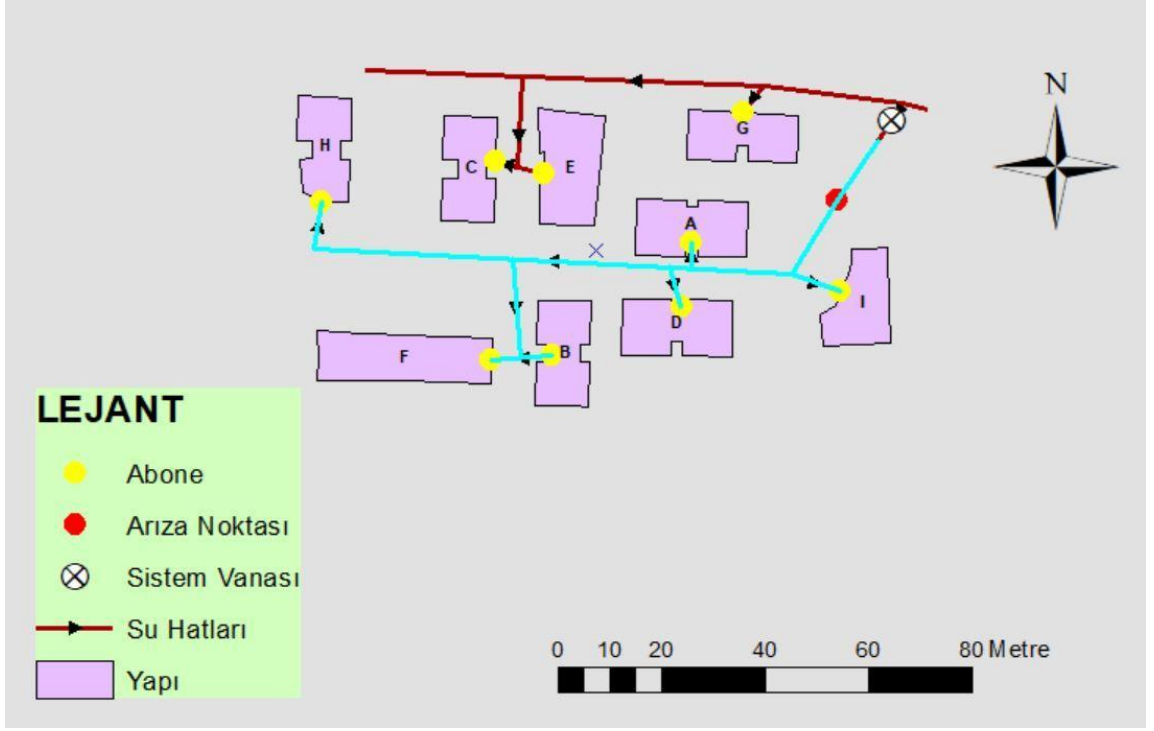 N
H
C
E
G
A
I
D
F
B
LEJANT
Abone
Arıza Noktası
Sistem Vanası
Su Hatları
Yapı
0 10 20 40 60 80 Metre